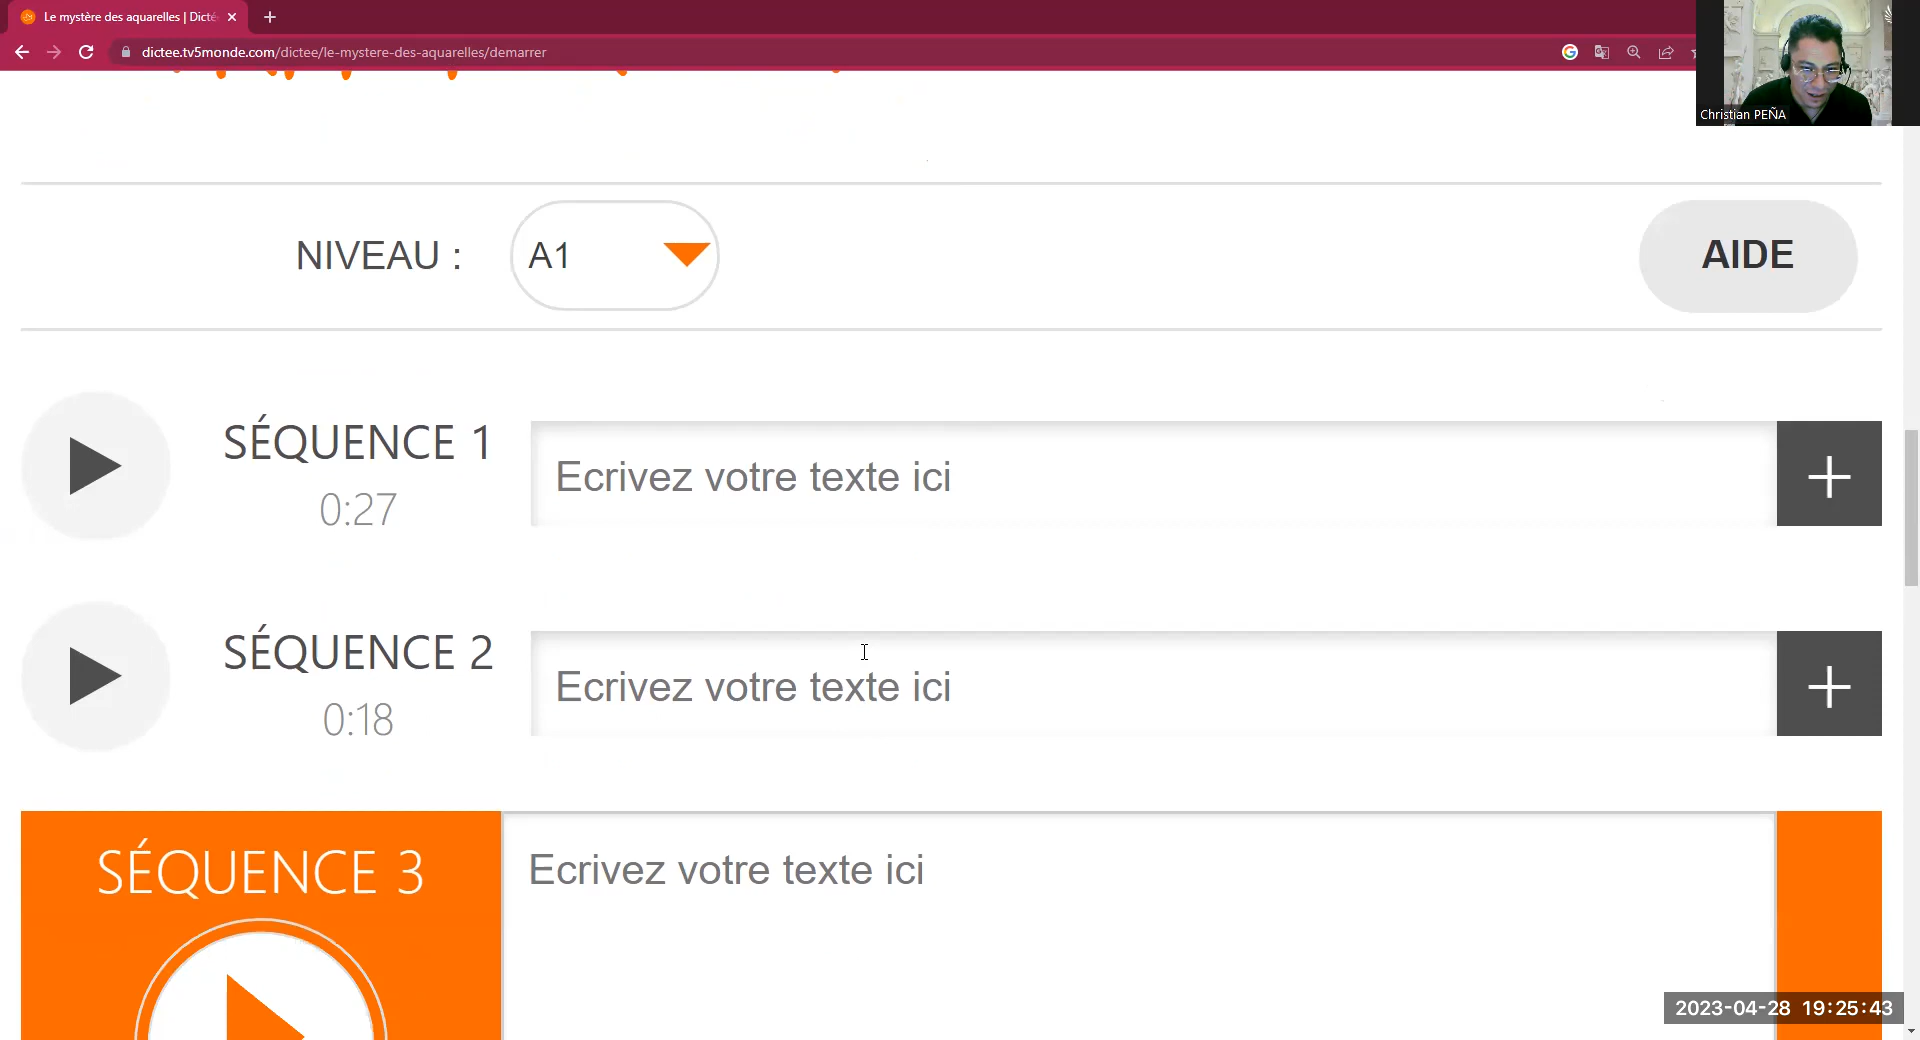 Le mystère des aquarelles | Dicté
dictee.tv5monde.com/dictee/le-mystere-des-aquarelles/demarrer
Christian PEÑA
NIVEAU :
A1
AIDE
SÉQUENCE 1
0:27
Ecrivez votre texte ici
SÉQUENCE 2
0:18
Ecrivez votre texte ici
SÉQUENCE 3
Ecrivez votre texte ici
2023-04-28 19:25:43